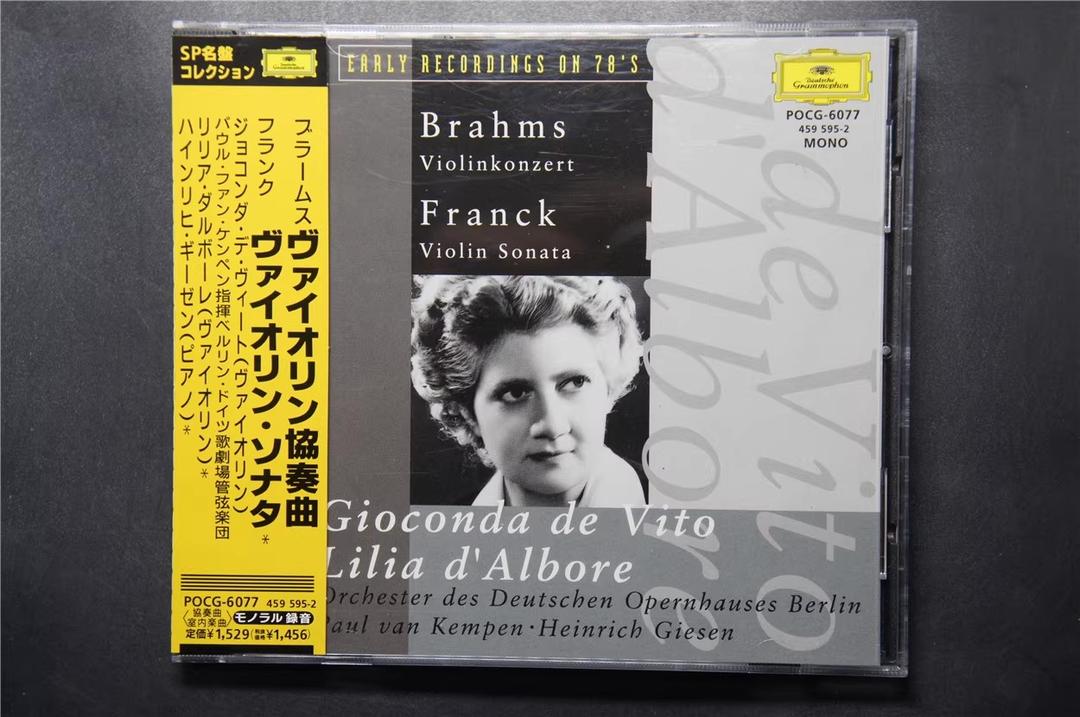 SP名盤
コレクション
Deutsche
Grammophon
ブラームス ヴァイオリン協奏曲
フランク ヴァイオリン・ソナタ*
ジョコンダ・デ・ヴィート(ヴァイオリン)
パウル・ファン・ケンペン指揮ベルリン・ドイツ歌劇場管弦楽団
リリア・ダルボーレ(ヴァイオリン)*
ハインリヒ・ギーゼン(ピアノ)*
POCG-6077 459 595-2
〈協奏曲
室内楽曲〉 モノラル録音
定価¥1,529(税抜価格¥1,456)
EARLY RECORDINGS ON 78'S
Brahms
Violinkonzert
Franck
Violin Sonata
Deutsche
Grammophon
POCG-6077
459 595-2
MONO
de Vito
d'Albore
Gioconda de Vito
Lilia d'Albore
Orchester des Deutschen Opernhauses Berlin
Paul van Kempen·Heinrich Giesen